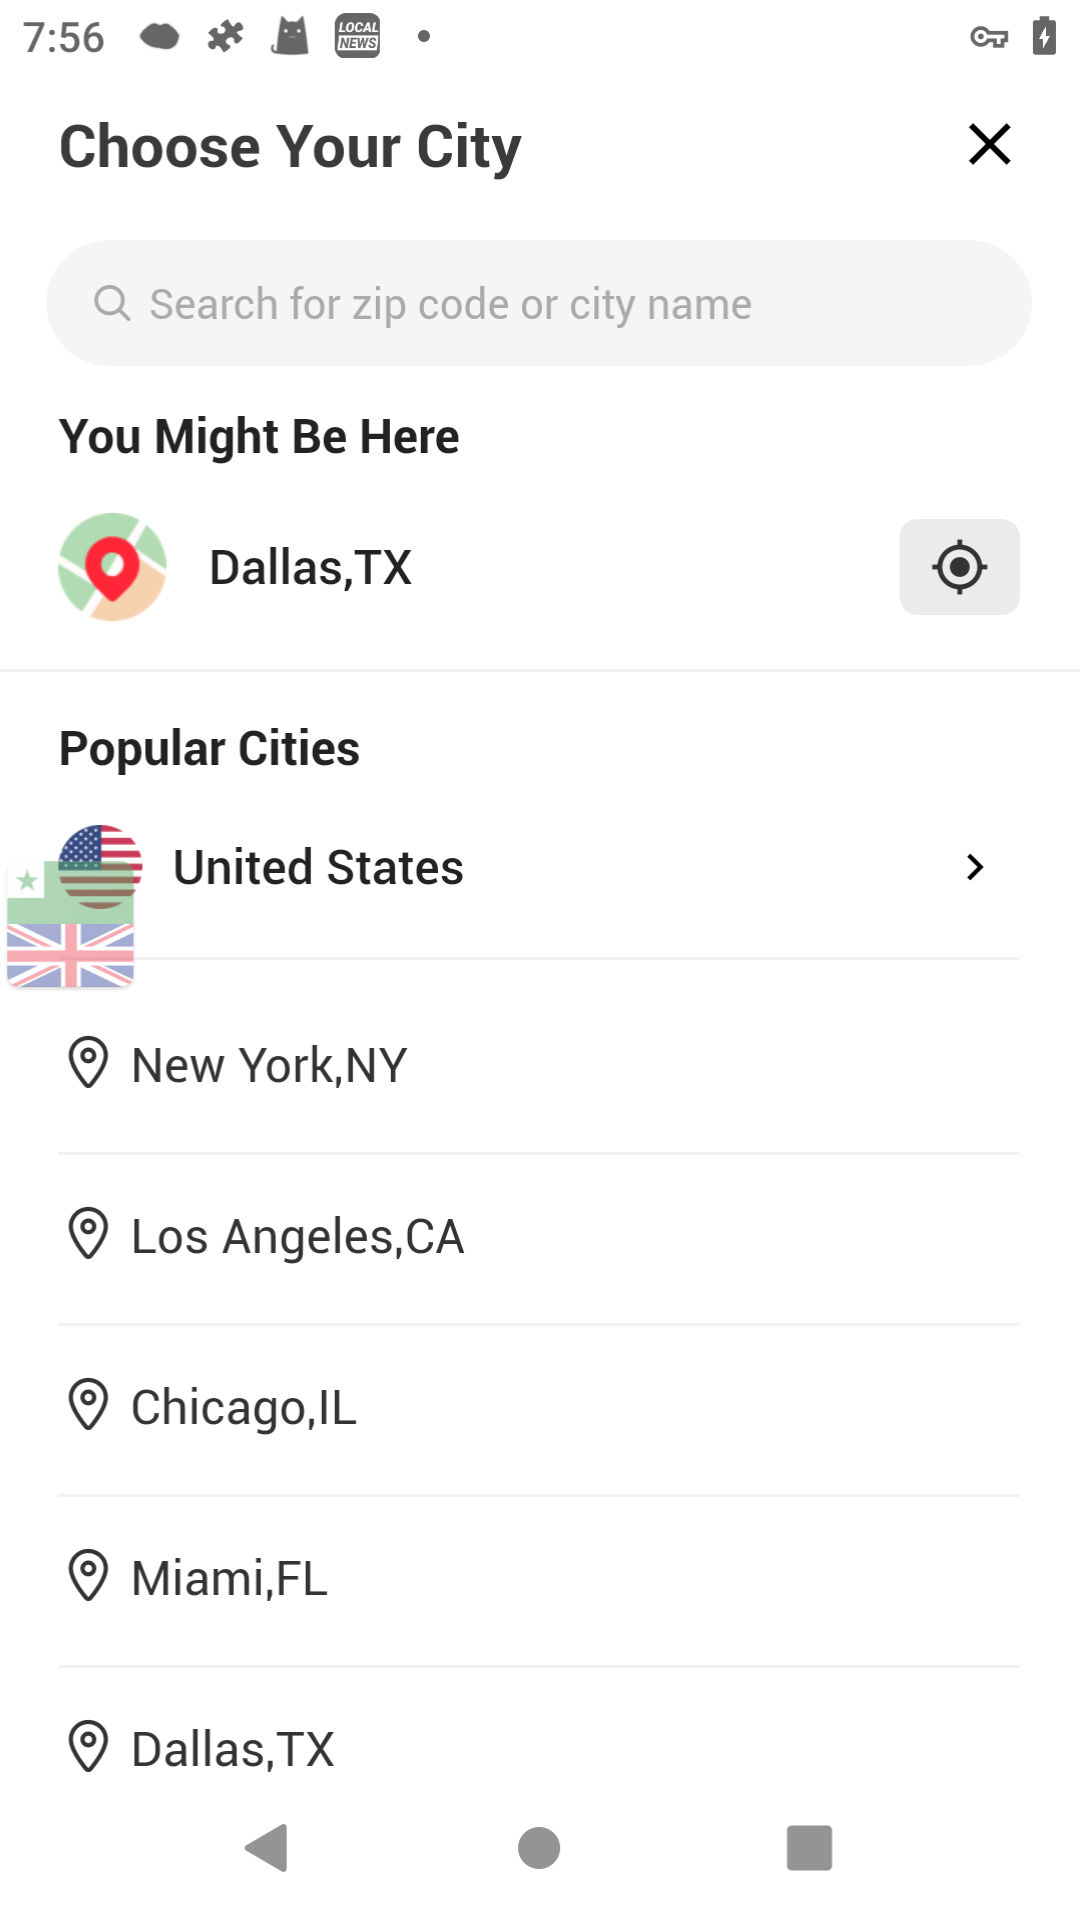 7:56
LOCAL
NEWS
Choose Your City
Search for zip code or city name
You Might Be Here
Dallas,TX
Popular Cities
United States
New York,NY
Los Angeles,CA
Chicago,IL
Miami,FL
Dallas,TX